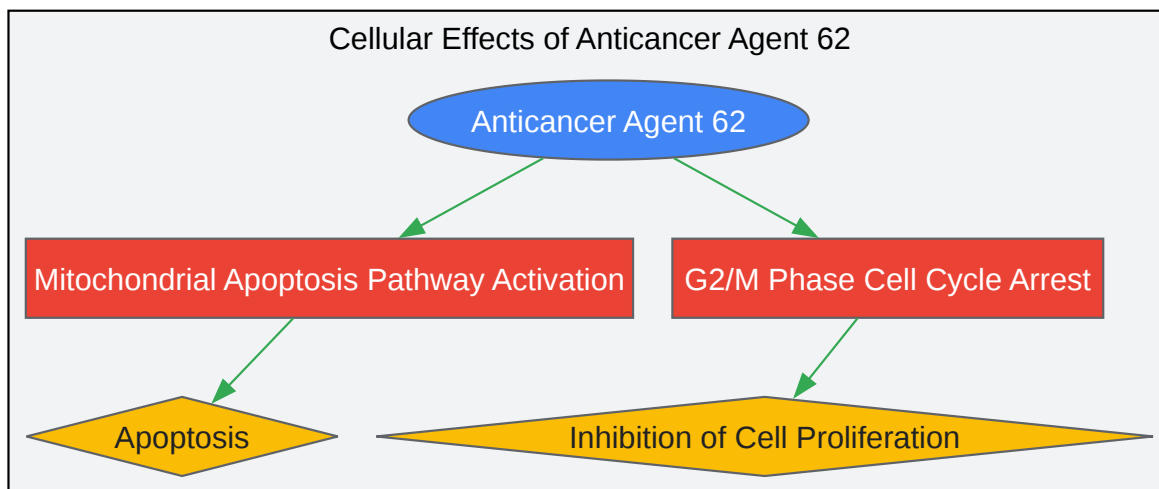 Cellular Effects of Anticancer Agent 62
Anticancer Agent 62
Mitochondrial Apoptosis Pathway Activation
G2/M Phase Cell Cycle Arrest
Apoptosis
Inhibition of Cell Proliferation